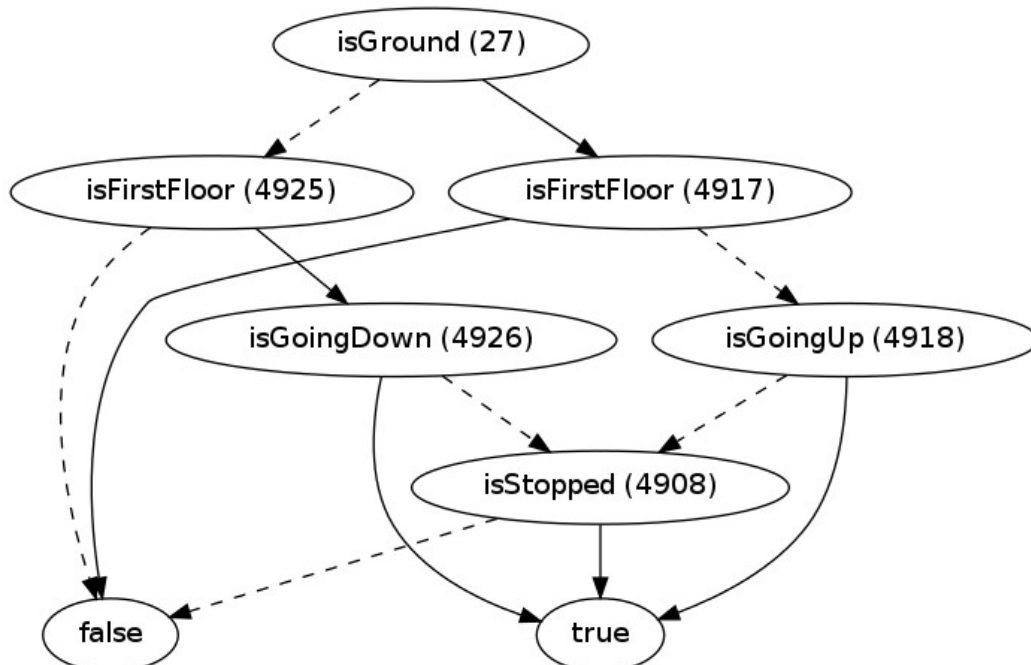 isGround (27)
isFirstFloor (4925)
isFirstFloor (4917)
isGoingDown (4926)
isGoingUp (4918)
isStopped (4908)
false
true